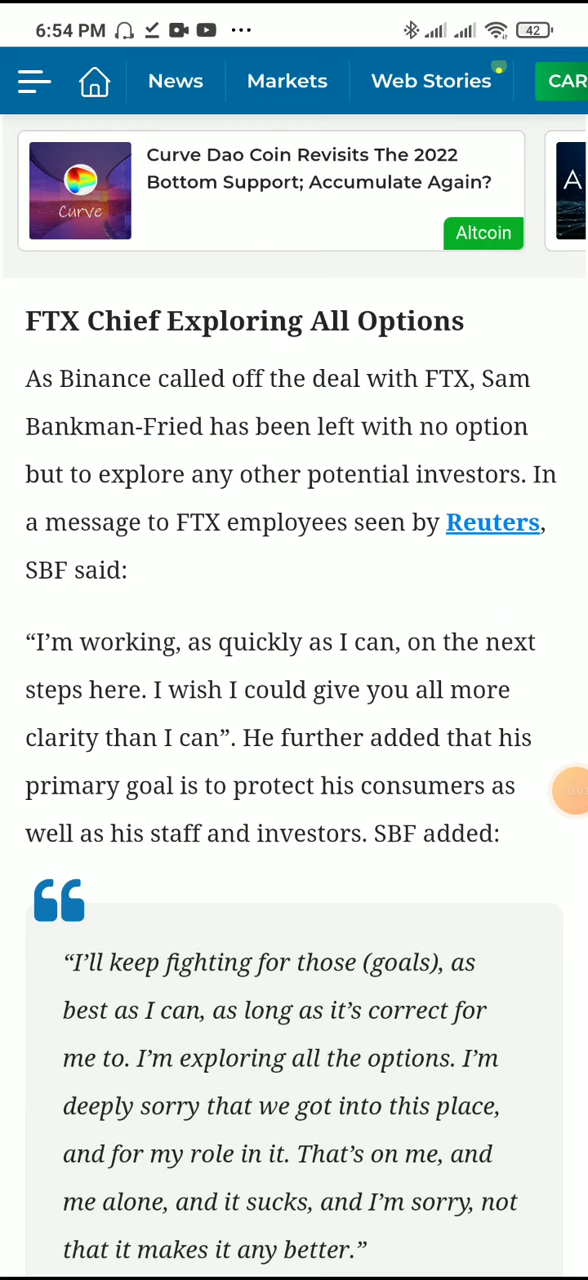 6:54 PM
42
News Markets Web Stories CAR
Curve Dao Coin Revisits The 2022
Bottom Support; Accumulate Again?
Curve
Altcoin
A
FTX Chief Exploring All Options
As Binance called off the deal with FTX, Sam
Bankman-Fried has been left with no option
but to explore any other potential investors. In
a message to FTX employees seen by Reuters,
SBF said:
“I’m working, as quickly as I can, on the next
steps here. I wish I could give you all more
clarity than I can”. He further added that his
primary goal is to protect his consumers as
well as his staff and investors. SBF added:
“I’ll keep fighting for those (goals), as
best as I can, as long as it’s correct for
me to. I’m exploring all the options. I’m
deeply sorry that we got into this place,
and for my role in it. That’s on me, and
me alone, and it sucks, and I’m sorry, not
that it makes it any better.”